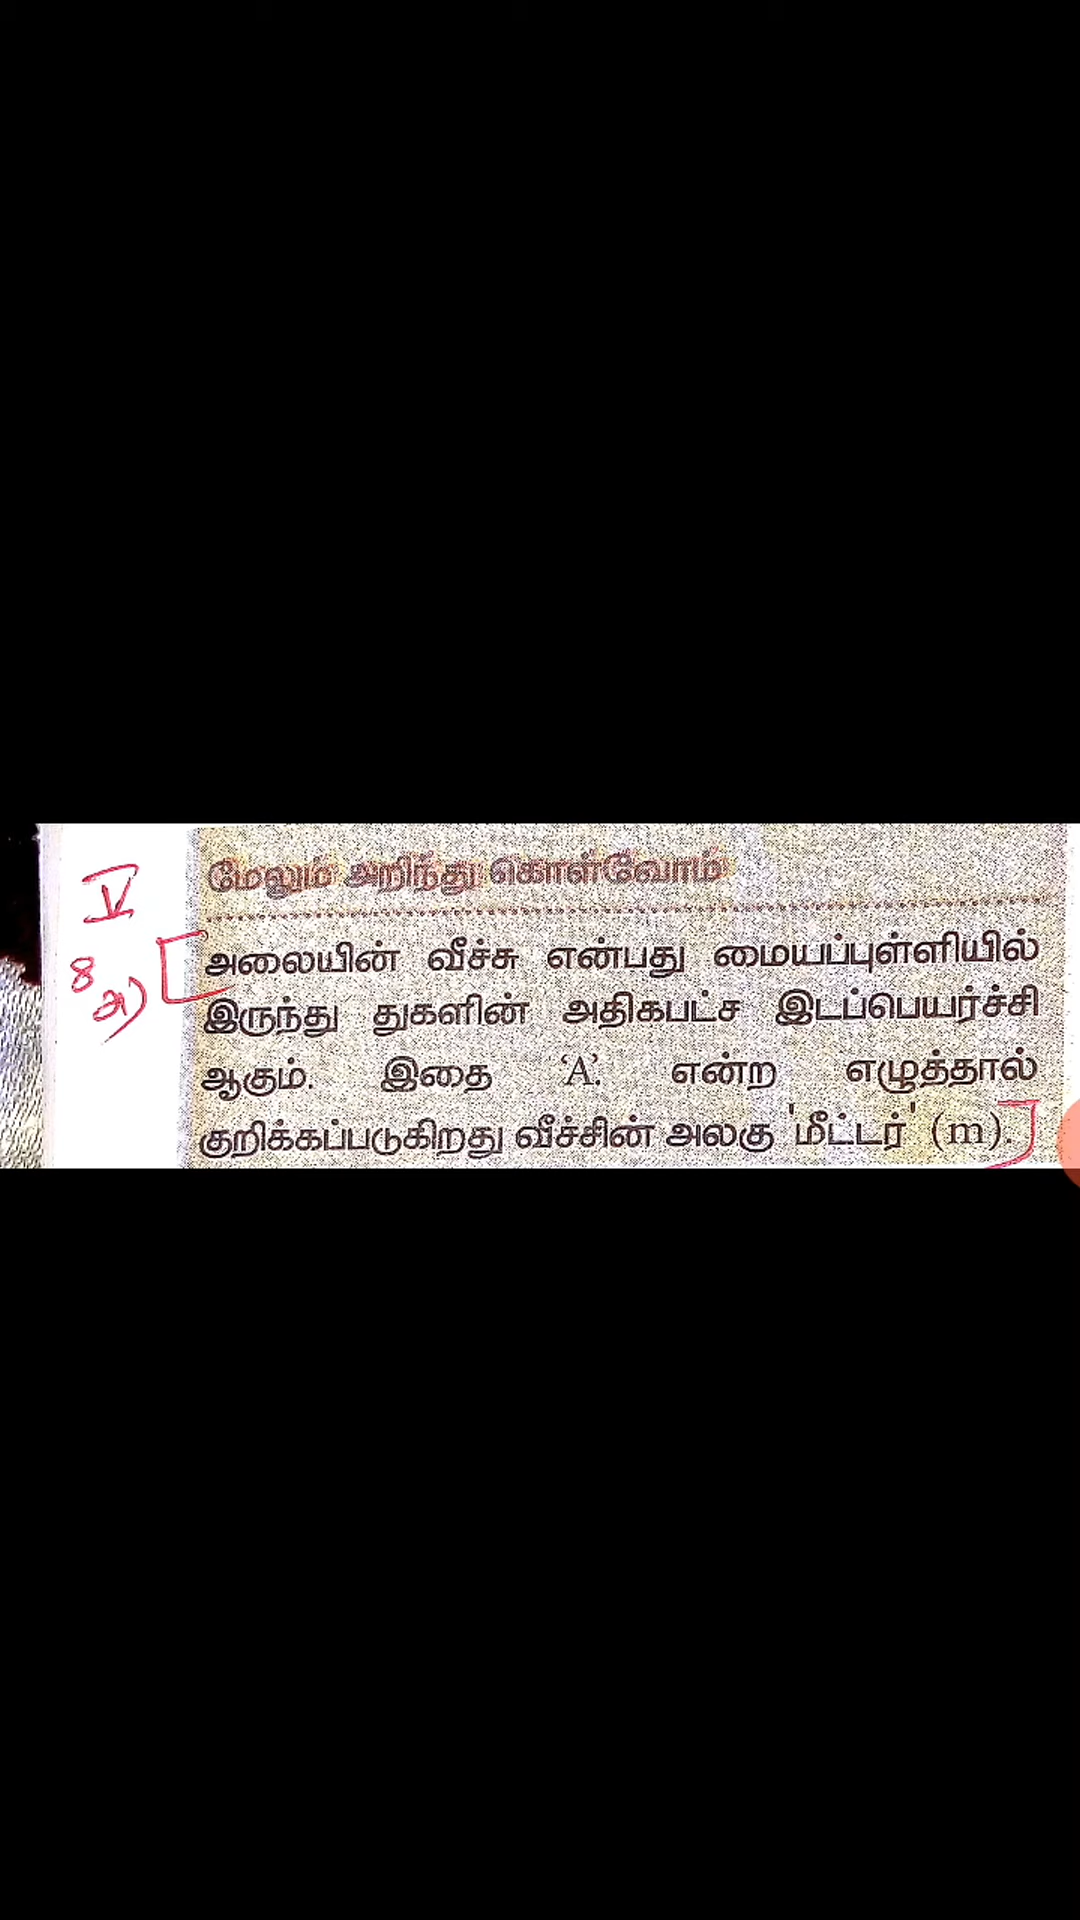 V
மேலும் அறிந்து கொள்வோம்
8 அ)
அலையின் வீச்சு என்பது மையப்புள்ளியில்
இருந்து துகளின் அதிகபட்ச இடப்பெயர்ச்சி
ஆகும். இதை ‘A’. என்ற எழுத்தால்
குறிக்கப்படுகிறது வீச்சின் அலகு 'மீட்டர்' (m).